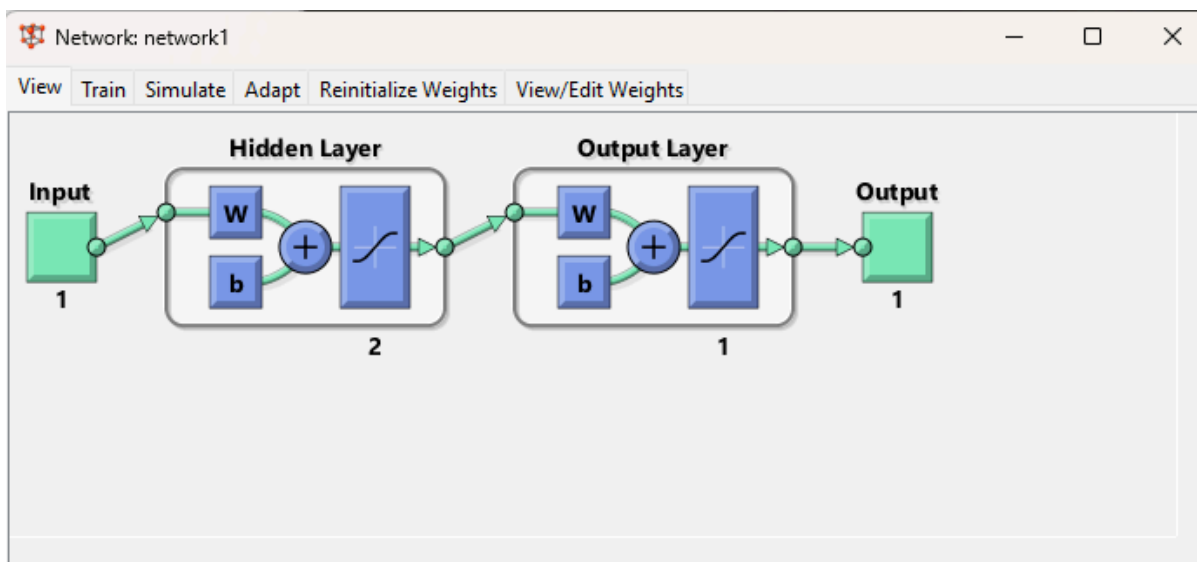 Network: network1
View Train Simulate Adapt Reinitialize Weights View/Edit Weights
Hidden Layer Output Layer
Input Output
W W
b b
1 1
2 1